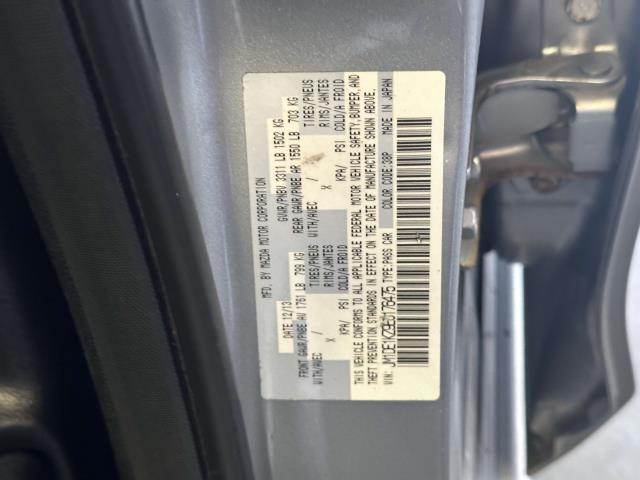 MFD. BY MAZDA MOTOR CORPORATION
DATE 12/13 GVWR/PNBV 3311 LB 1502 KG
FRONT GAWR/PNBE AV 1761 LB 799 KG REAR GAWR/PNBE AR 1550 LB 703 KG
WITH/AVEC TIRES/PNEUS WITH/AVEC TIRES/PNEUS
X / RIMS/JANTES X / RIMS/JANTES
KPA/ PSI COLD/A FROID KPA/ PSI COLD/A FROID
THIS VEHICLE CONFORMS TO ALL APPLICABLE FEDERAL MOTOR VEHICLE SAFETY, BUMPER, AND
THEFT PREVENTION STANDARDS IN EFFECT ON THE DATE OF MANUFACTURE SHOWN ABOVE.
VIN: JM1DE1KZ9E0176475 TYPE:PASS CAR COLOR CODE:38P MADE IN JAPAN